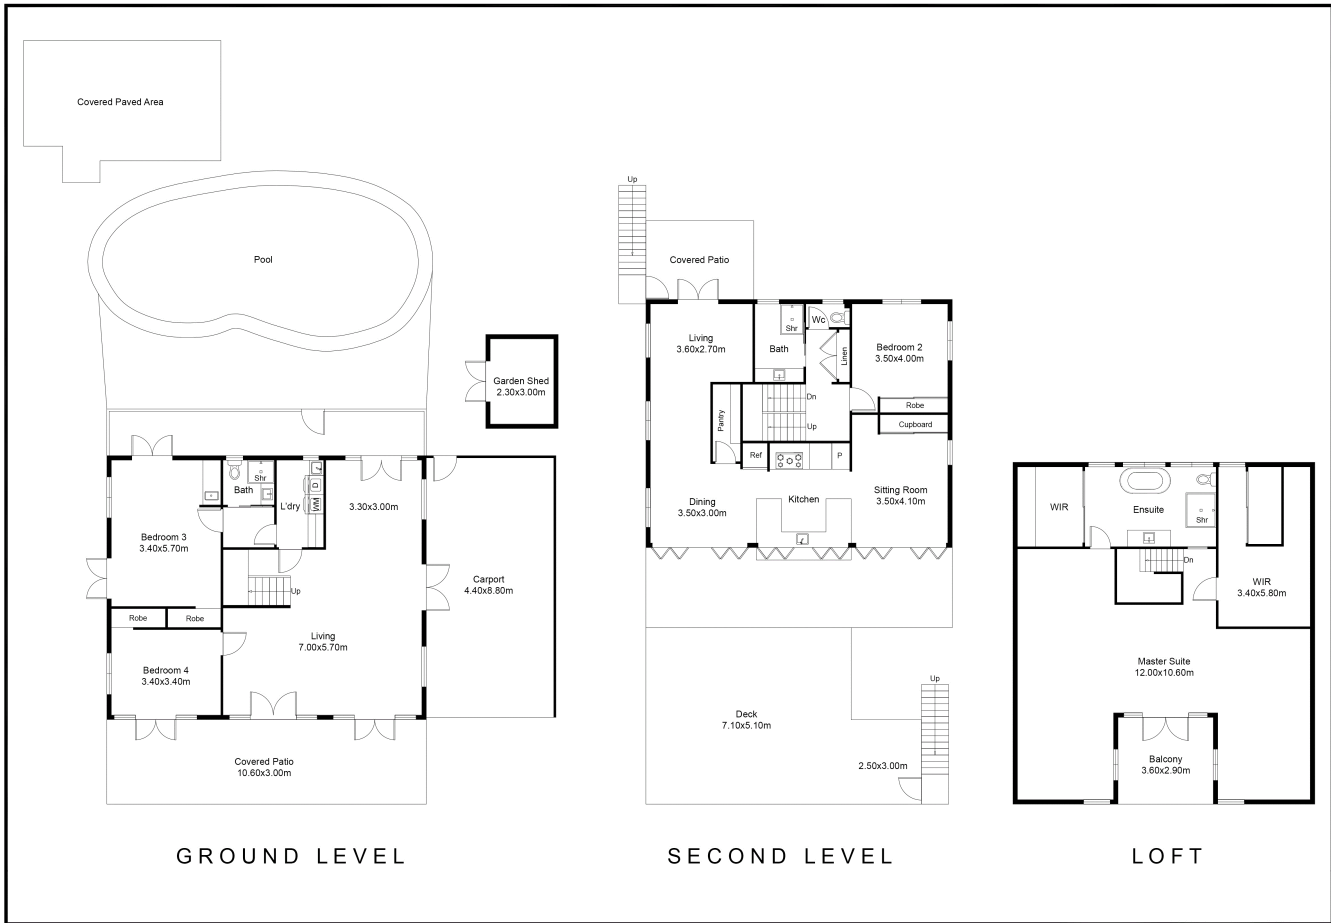 Covered Paved Area
Pool
Garden Shed
2.30x3.00m
Bath
Shr
L'dry
D
WM
3.30x3.00m
Bedroom 3
3.40x5.70m
Up
Carport
4.40x8.80m
Robe
Robe
Living
7.00x5.70m
Bedroom 4
3.40x3.40m
Covered Patio
10.60x3.00m
GROUND LEVEL
Up
Covered Patio
Living
3.60x2.70m
Shr
Bath
Wc
Linen
Bedroom 2
3.50x4.00m
Robe
Cupboard
Dn
Up
Pantry
Ref
P
Kitchen
Dining
3.50x3.00m
Sitting Room
3.50x4.10m
Deck
7.10x5.10m
Up
2.50x3.00m
SECOND LEVEL
WIR
Ensuite
Shr
Dn
WIR
3.40x5.80m
Master Suite
12.00x10.60m
Balcony
3.60x2.90m
LOFT